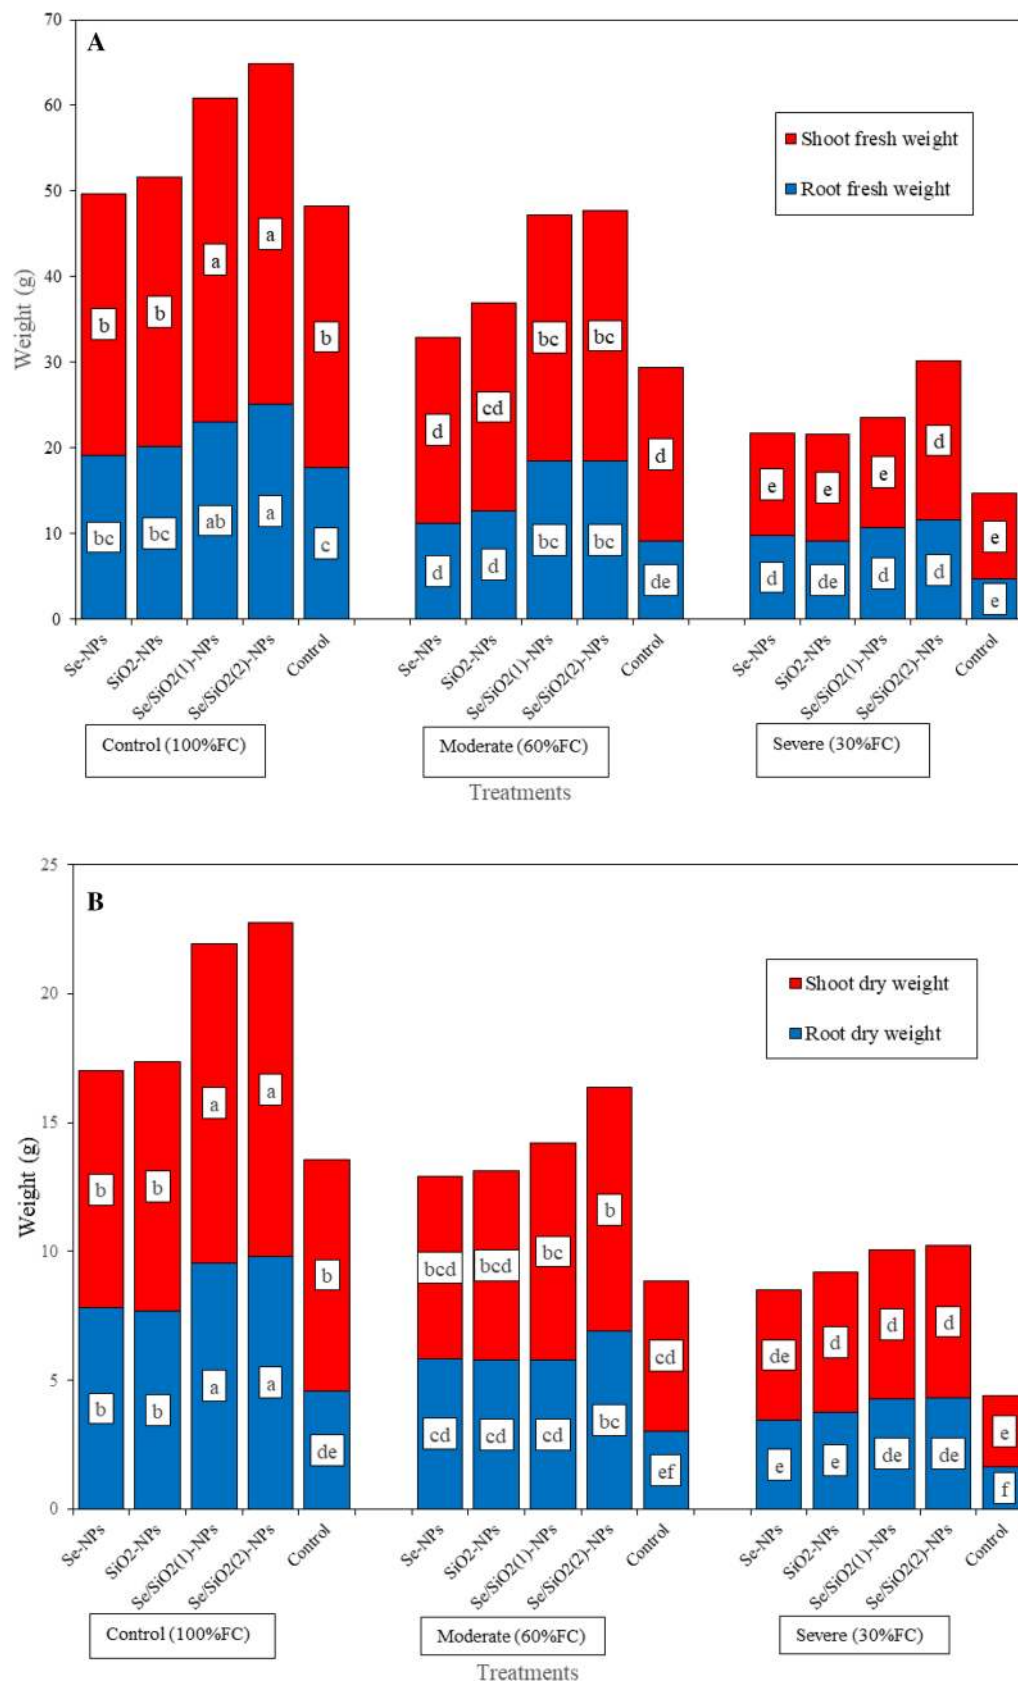 A
70
60
50
40
30
20
10
0
Weight (g)
Shoot fresh weight
Root fresh weight
b b a a b
bc bc ab a c
d cd bc bc d
d d bc bc de
e e e d e
d de d d e
Se-NPs
SiO2-NPs
Se/SiO2(1)-NPs
Se/SiO2(2)-NPs
Control
Se-NPs
SiO2-NPs
Se/SiO2(1)-NPs
Se/SiO2(2)-NPs
Control
Se-NPs
SiO2-NPs
Se/SiO2(1)-NPs
Se/SiO2(2)-NPs
Control
Control (100%FC)
Moderate (60%FC)
Severe (30%FC)
Treatments
B
25
20
15
10
5
0
Weight (g)
Shoot dry weight
Root dry weight
b b a a b
b b a a de
bcd bcd bc b cd
cd cd cd bc ef
de d d d e
e e de de f
Se-NPs
SiO2-NPs
Se/SiO2(1)-NPs
Se/SiO2(2)-NPs
Control
Se-NPs
SiO2-NPs
Se/SiO2(1)-NPs
Se/SiO2(2)-NPs
Control
Se-NPs
SiO2-NPs
Se/SiO2(1)-NPs
Se/SiO2(2)-NPs
Control
Control (100%FC)
Moderate (60%FC)
Severe (30%FC)
Treatments